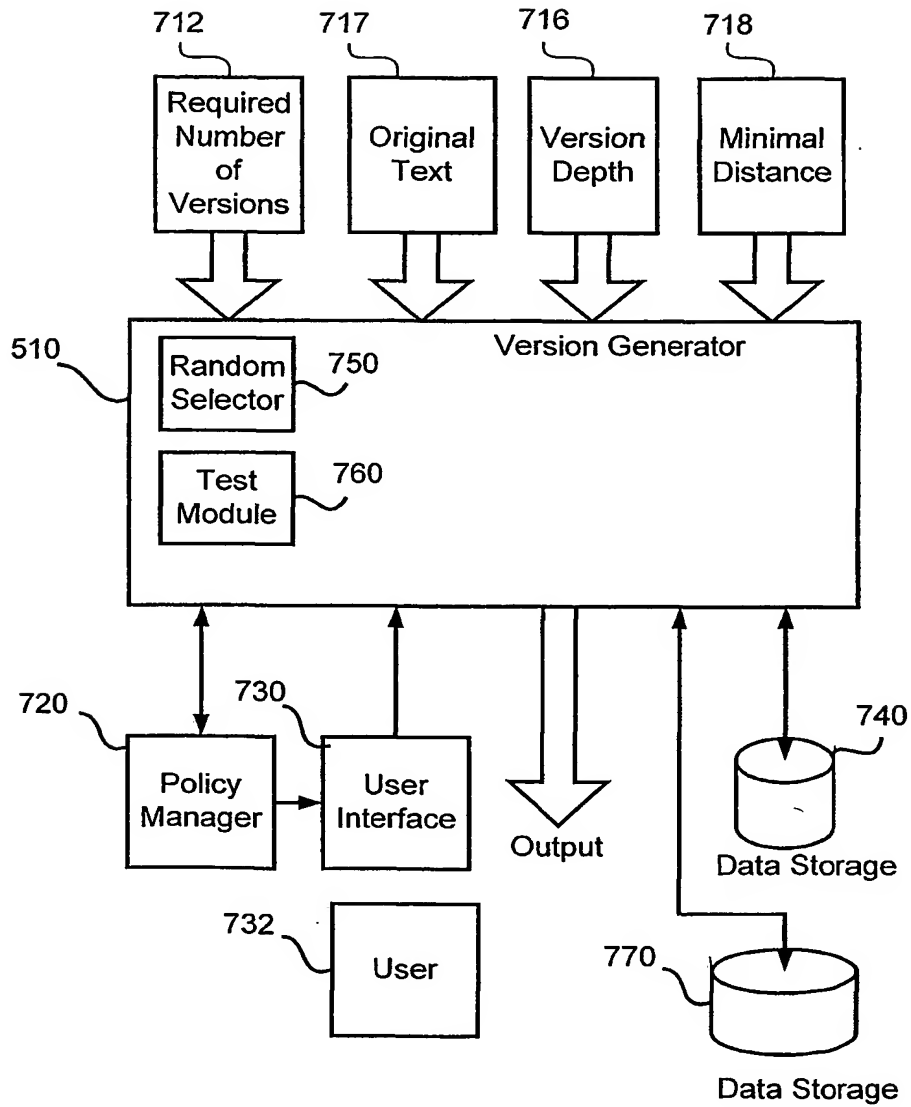 712
717
716
718
Required
Number
of
Versions
Original
Text
Version
Depth
Minimal
Distance
510
Version Generator
Random
Selector
750
Test
Module
760
720
730
740
Policy
Manager
User
Interface
Output
Data Storage
732
User
770
Data Storage